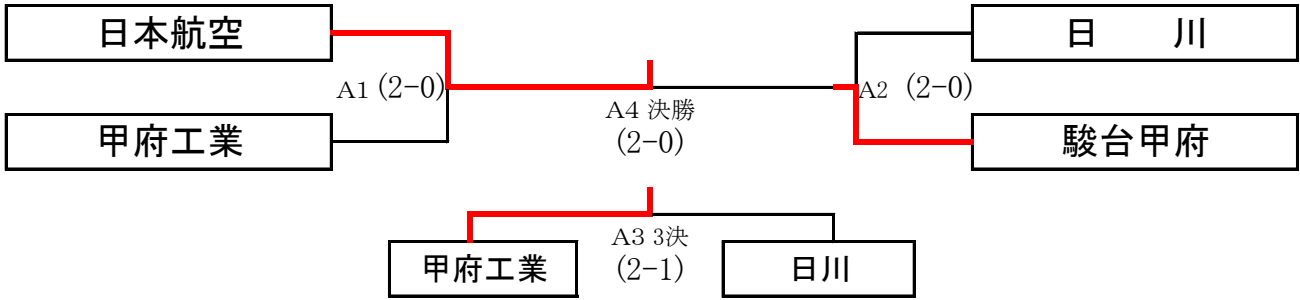 日本航空
日 川
A1 (2-0)
A2 (2-0)
A4 決勝
(2-0)
甲府工業
駿台甲府
A3 3決
(2-1)
甲府工業
日川